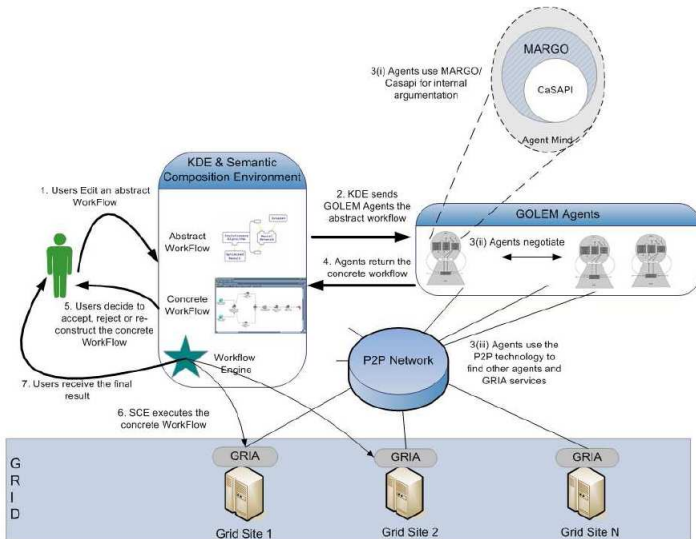 MARGO
3(i) Agents use MARGO/
Casapi for internal
argumentation
CaSAPI
Agent Mind
KDE & Semantic
Composition Environment
1. Users Edit an abstract
WorkFlow
2. KDE sends
GOLEM Agents the
abstract workflow
GOLEM Agents
Abstract
WorkFlow
3(ii) Agents negotiate
4. Agents return the
concrete workflow
Concrete
WorkFlow
5. Users decide to
accept, reject or re-
construct the concrete
WorkFlow
P2P Network
3(ii) Agents use the
P2P technology to
find other agents and
GRIA services
Workflow
Engine
7. Users receive the final
result
6. SCE executes the
concrete WorkFlow
GRID
GRIA
GRIA
GRIA
Grid Site 1
Grid Site 2
Grid Site N